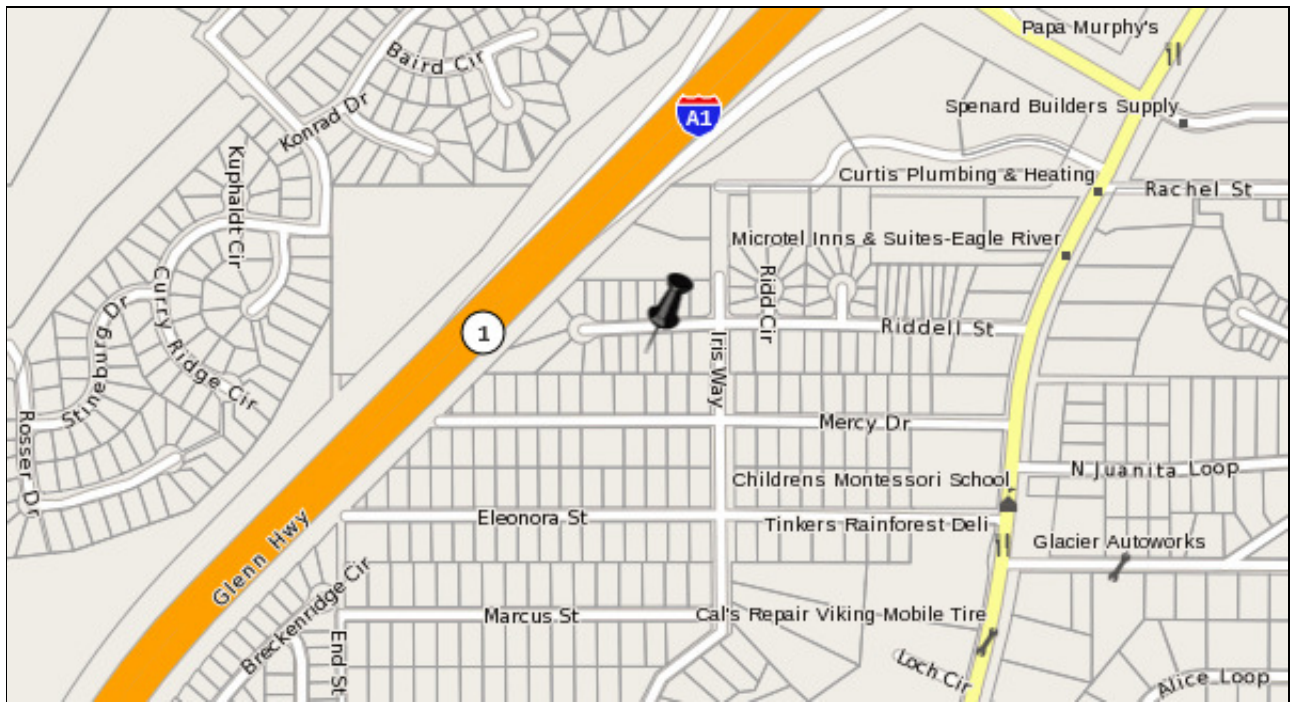 Papa Murphy's
Baird Cir
Spenard Builders Supply
A1
Konrad Dr
Kuphaldt Cir
Curtis Plumbing & Heating
Rachel St
Microtel Inns & Suites-Eagle River
Ridd Cir
Curry Ridge Cir
Stineburg Dr
1
Riddell St
Iris Way
Rosser Dr
Mercy Dr
N Juanita Loop
Childrens Montessori School
Eleonora St
Tinkers Rainforest Deli
Glacier Autoworks
Glenn Hwy
Breckenridge Cir
Marcus St
Cal's Repair Viking-Mobile Tire
End St
Loch Cir
Alice Loop